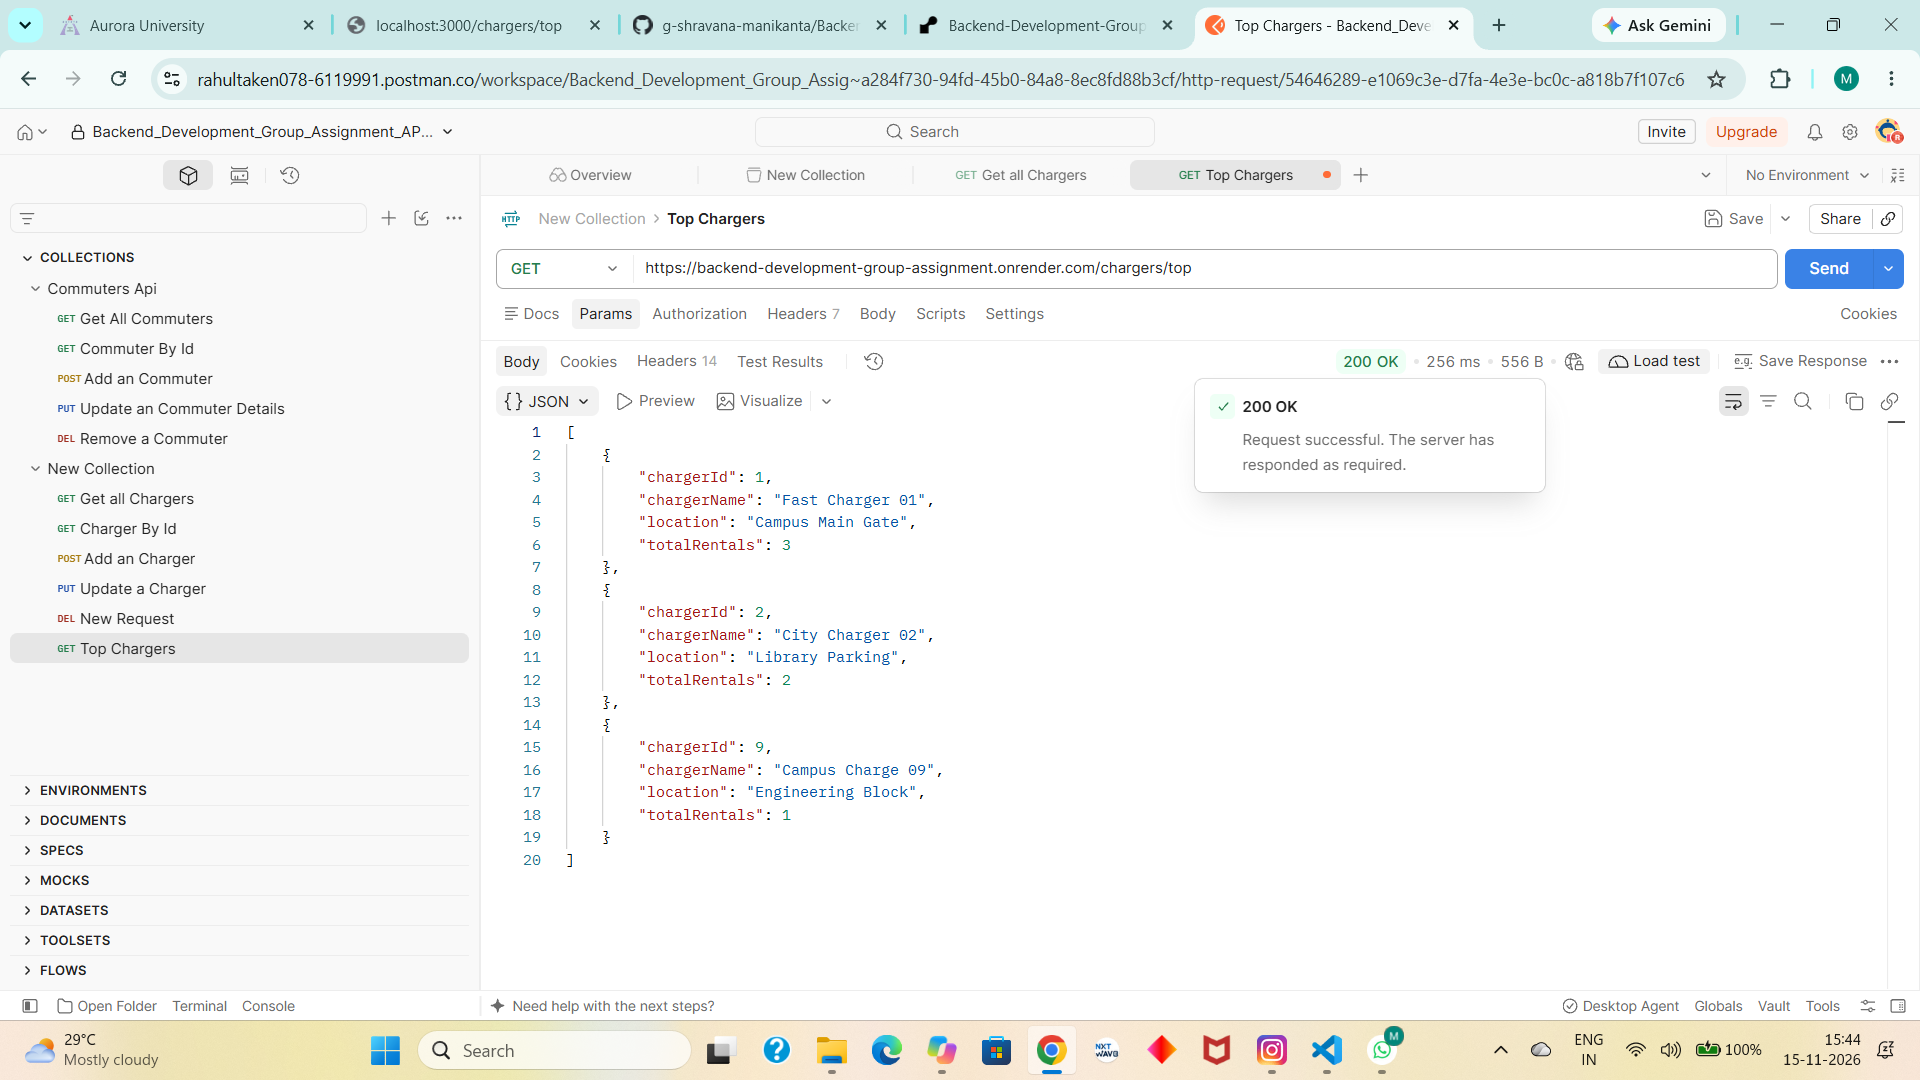 Aurora University
localhost:3000/chargers/top
g-shravana-manikanta/Backen
Backend-Development-Group
Top Chargers - Backend_Deve
Ask Gemini
rahultaken078-6119991.postman.co/workspace/Backend_Development_Group_Assig~a284f730-94fd-45b0-84a8-8ec8fd88b3cf/http-request/54646289-e1069c3e-d7fa-4e3e-bc0c-a818b7f107c6
M
Backend_Development_Group_Assignment_AP...
Search
Invite
Upgrade
R
Overview
New Collection
GET Get all Chargers
GET Top Chargers
No Environment
HTTP
New Collection > Top Chargers
Save
Share
COLLECTIONS
Commuters Api
GET Get All Commuters
GET Commuter By Id
POST Add an Commuter
PUT Update an Commuter Details
DEL Remove a Commuter
New Collection
GET Get all Chargers
GET Charger By Id
POST Add an Charger
PUT Update a Charger
DEL New Request
GET Top Chargers
ENVIRONMENTS
DOCUMENTS
SPECS
MOCKS
DATASETS
TOOLSETS
FLOWS
GET
https://backend-development-group-assignment.onrender.com/chargers/top
Send
Docs
Params
Authorization
Headers 7
Body
Scripts
Settings
Cookies
Body
Cookies
Headers 14
Test Results
200 OK
256 ms
556 B
Load test
e.g. Save Response
{} JSON
Preview
Visualize
200 OK
Request successful. The server has
responded as required.
1 [
2 {
3 "chargerId": 1,
4 "chargerName": "Fast Charger 01",
5 "location": "Campus Main Gate",
6 "totalRentals": 3
7 },
8 {
9 "chargerId": 2,
10 "chargerName": "City Charger 02",
11 "location": "Library Parking",
12 "totalRentals": 2
13 },
14 {
15 "chargerId": 9,
16 "chargerName": "Campus Charge 09",
17 "location": "Engineering Block",
18 "totalRentals": 1
19 }
20 ]
Open Folder
Terminal
Console
Need help with the next steps?
Desktop Agent
Globals
Vault
Tools
29°C
Mostly cloudy
Search
NXT
WAVE
M
ENG
IN
100%
15:44
15-11-2026